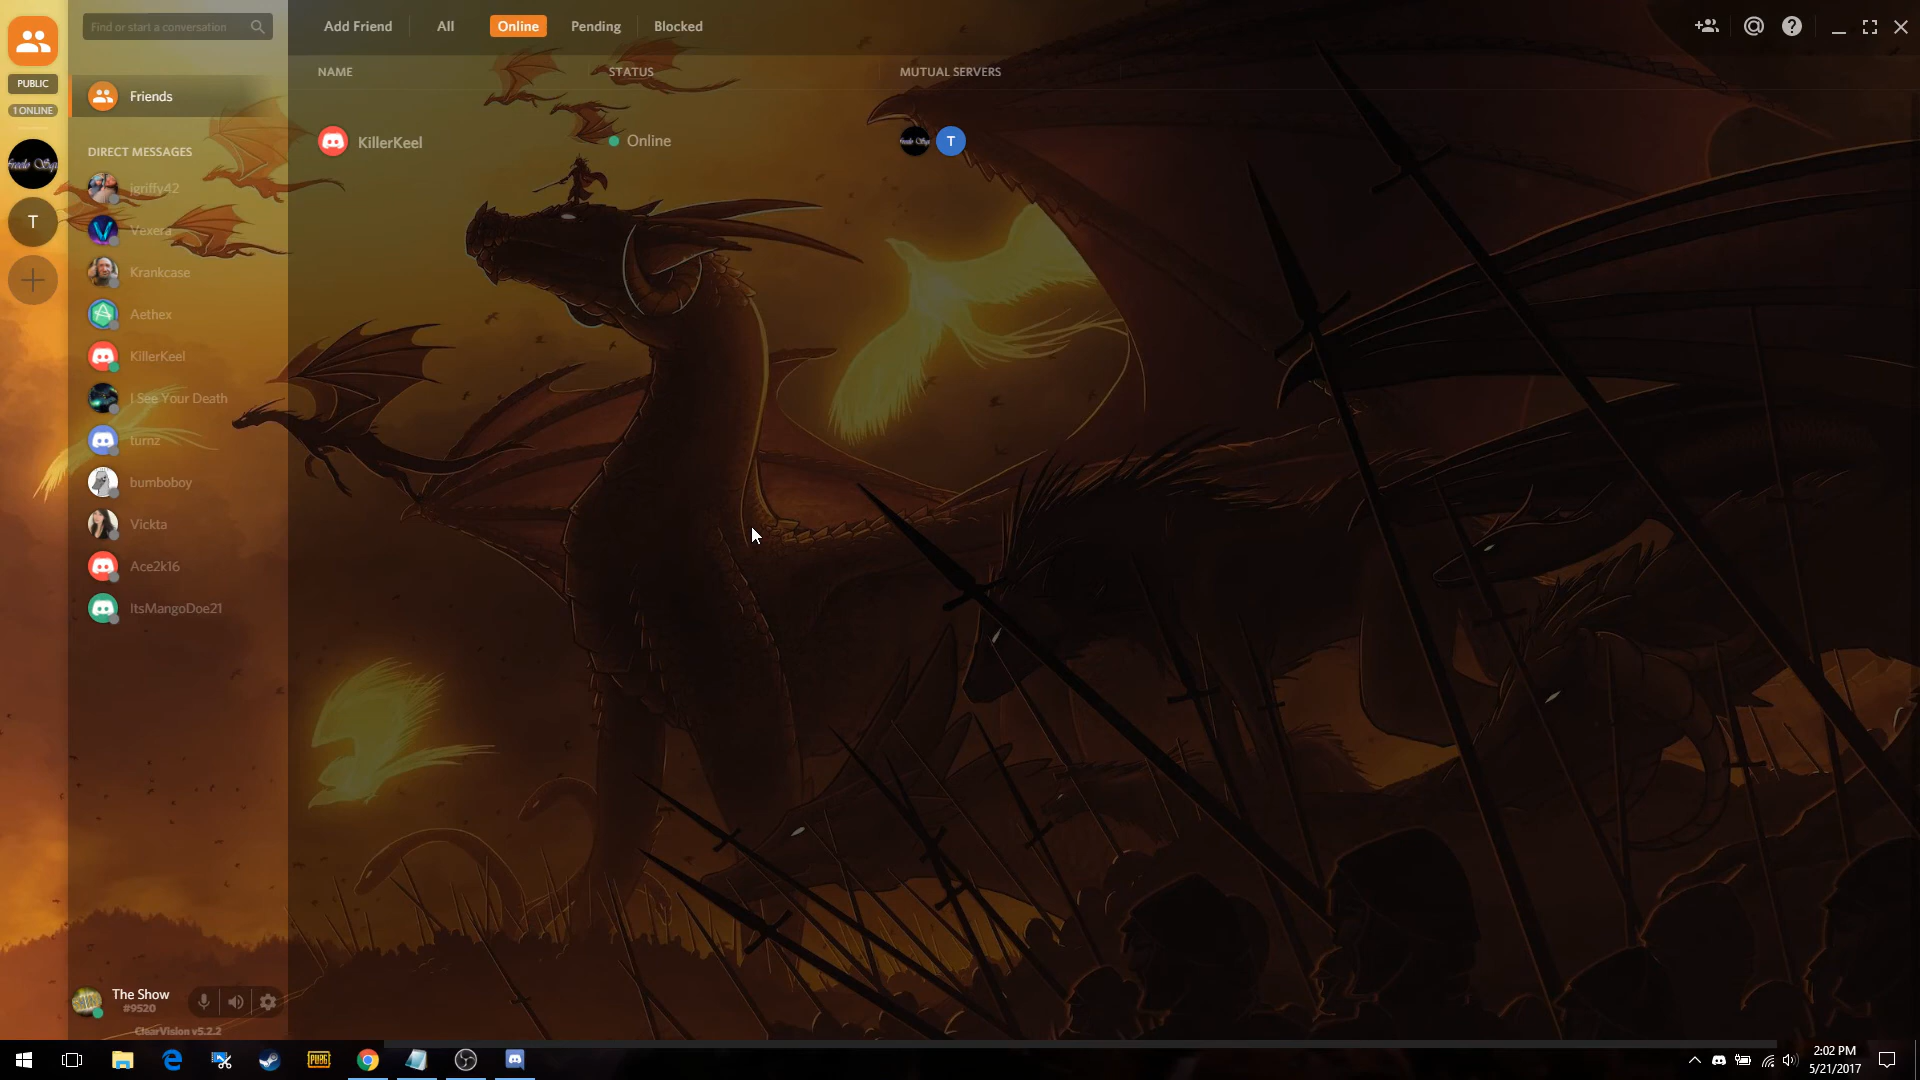 Find or start a conversation
Add Friend
All
Online
Pending
Blocked
PUBLIC
1 ONLINE
NAME
STATUS
MUTUAL SERVERS
Friends
KillerKeel
Online
T
DIRECT MESSAGES
jgriffy42
T
Vexera
Krankcase
Aethex
KillerKeel
I See Your Death
turnz
bumboboy
Vickta
Ace2k16
ItsMangoDoe21
The Show
#9520
ClearVision v5.2.2
PUBG
2:02 PM
5/21/2017